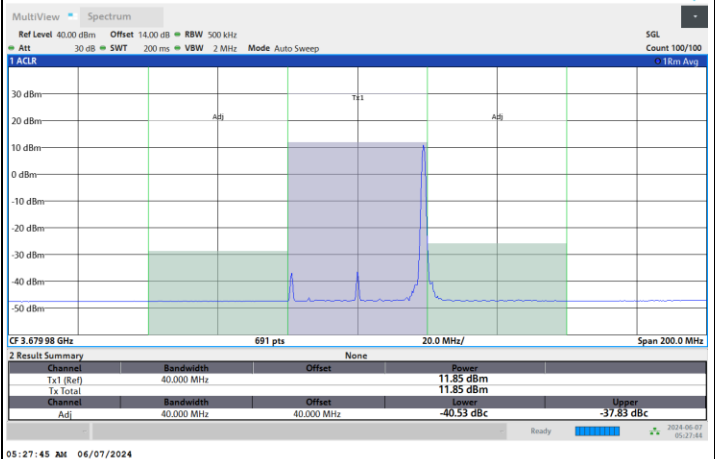 MultiView Spectrum
Ref Level 40.00 dBm Offset 14.00 dB RBW 500 kHz SGL
Att 30 dB SWT 200 ms VBW 2 MHz Mode Auto Sweep Count 100/100
1 ACLR 1Rm Avg
30 dBm
Tx1
20 dBm
Adj Adj
10 dBm
0 dBm
-10 dBm
-20 dBm
-30 dBm
-40 dBm
-50 dBm
CF 3.679 98 GHz 691 pts 20.0 MHz/ Span 200.0 MHz
2 Result Summary None
Channel Bandwidth Offset Power
Tx1 (Ref) 40.000 MHz 11.85 dBm
Tx Total 11.85 dBm
Channel Bandwidth Offset Lower Upper
Adj 40.000 MHz 40.000 MHz -40.53 dBc -37.83 dBc
Ready 2024-06-07
05:27:44
05:27:45 AM 06/07/2024